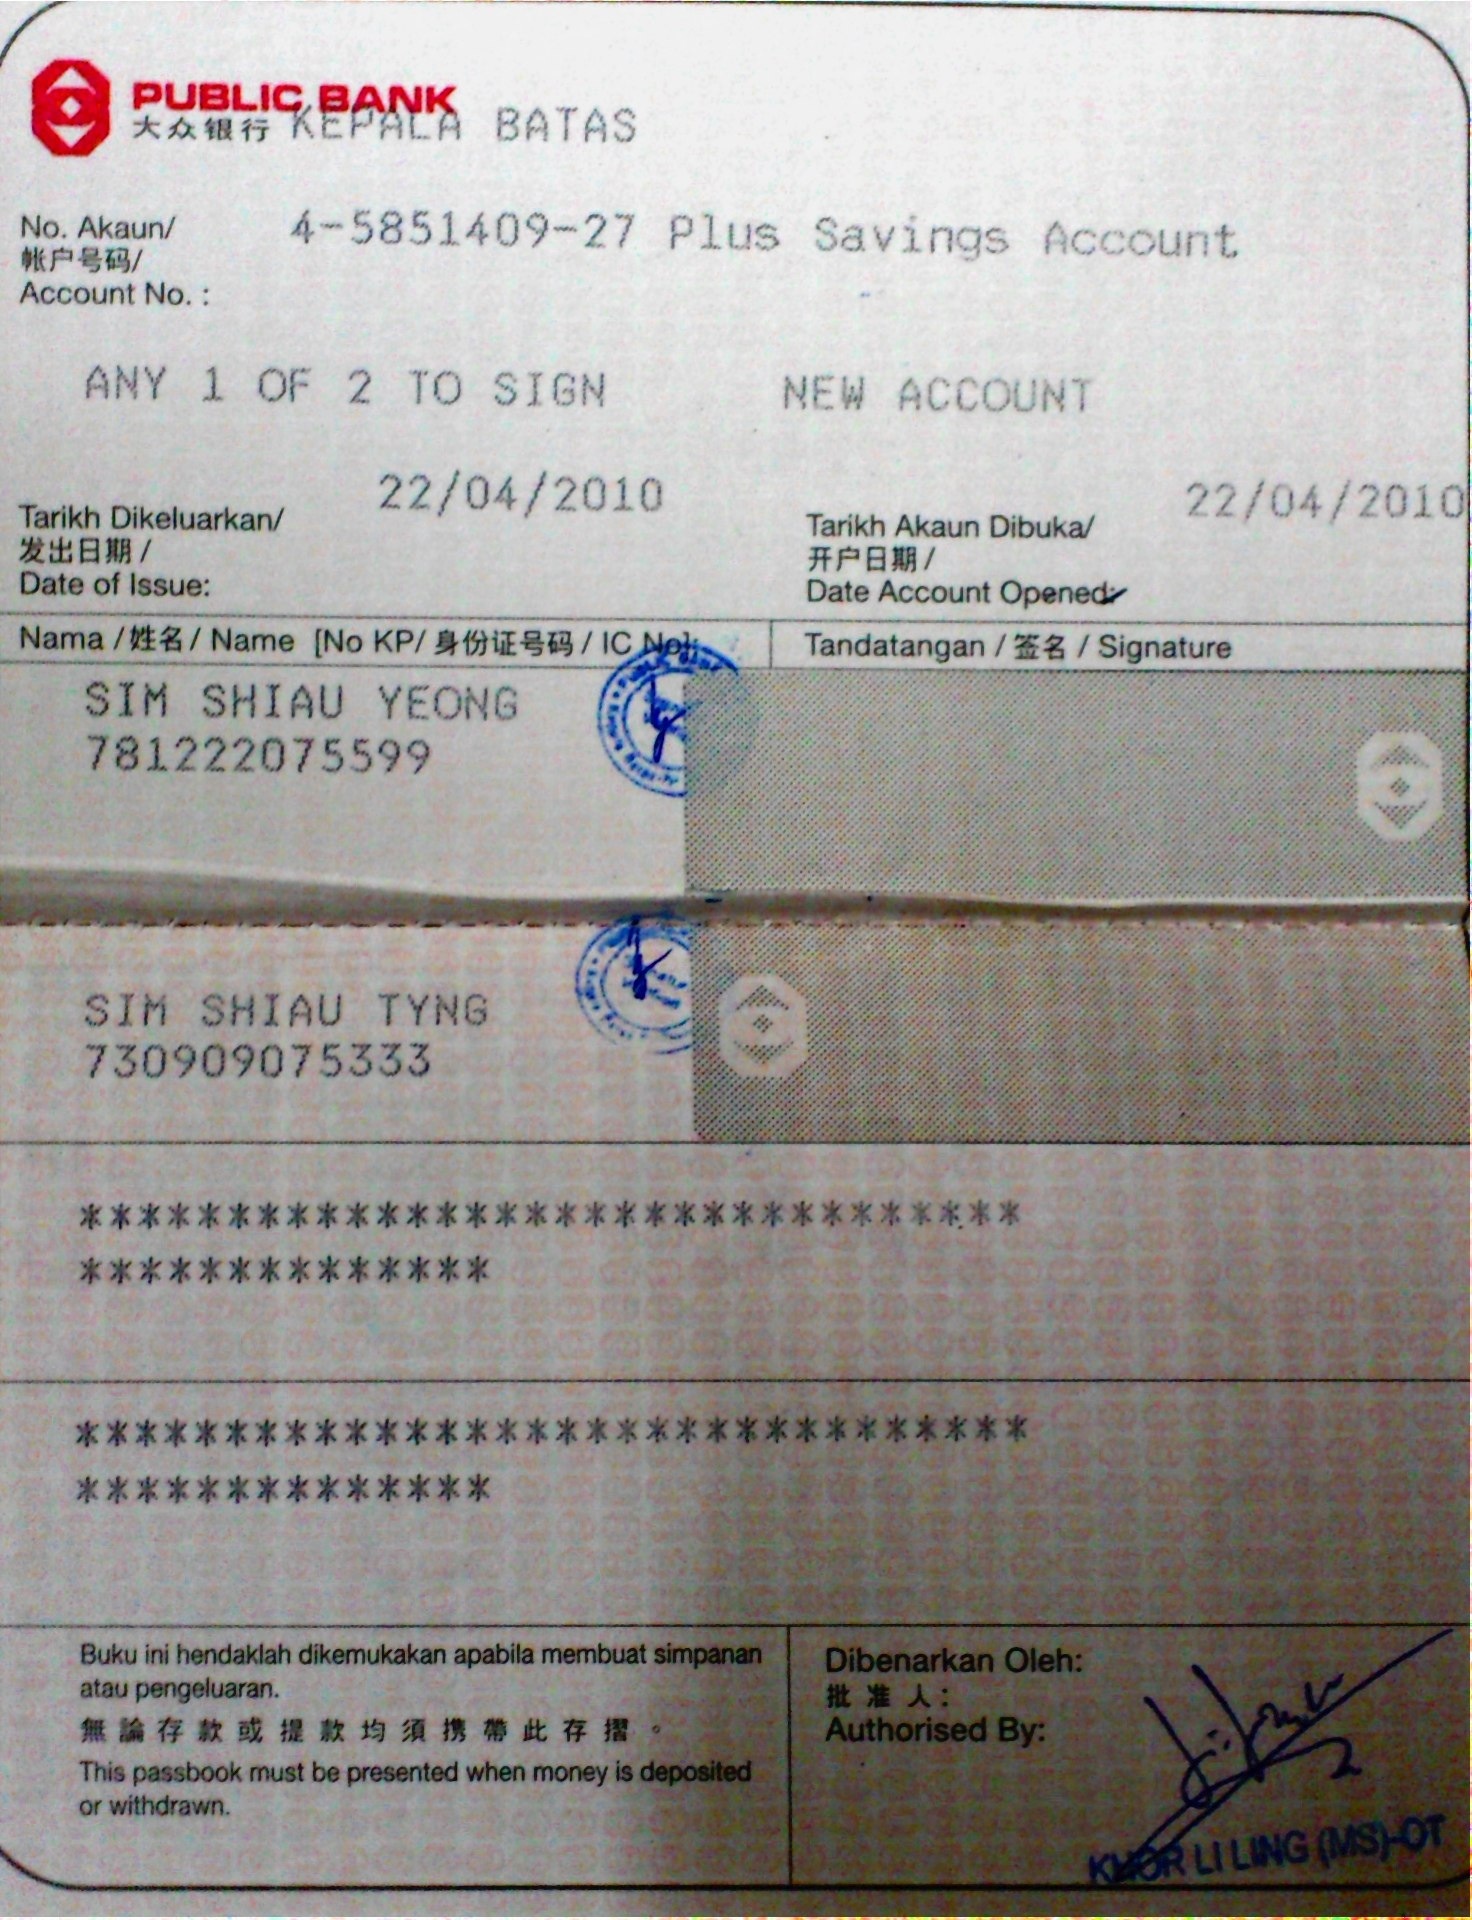 PUBLIC BANK
大众银行 KEPALA BATAS
No. Akaun/ 4-5851409-27 Plus Savings Account
帐户号码/
Account No. :
ANY 1 OF 2 TO SIGN NEW ACCOUNT
22/04/2010 22/04/2010
Tarikh Dikeluarkan/ Tarikh Akaun Dibuka/
发出日期 / 开户日期 /
Date of Issue: Date Account Opened:
Nama / 姓名 / Name [No KP/ 身份证号码 / IC No]: Tandatangan / 签名 / Signature
SIM SHIAU YEONG
781222075599
SIM SHIAU TYNG
730909075333
********************************
**************
********************************
**************
Buku ini hendaklah dikemukakan apabila membuat simpanan
atau pengeluaran.
無論存款或提款均須携帶此存摺。
This passbook must be presented when money is deposited
or withdrawn.
Dibenarkan Oleh:
批准人:
Authorised By:
KHOR LI LING (MS)-OT